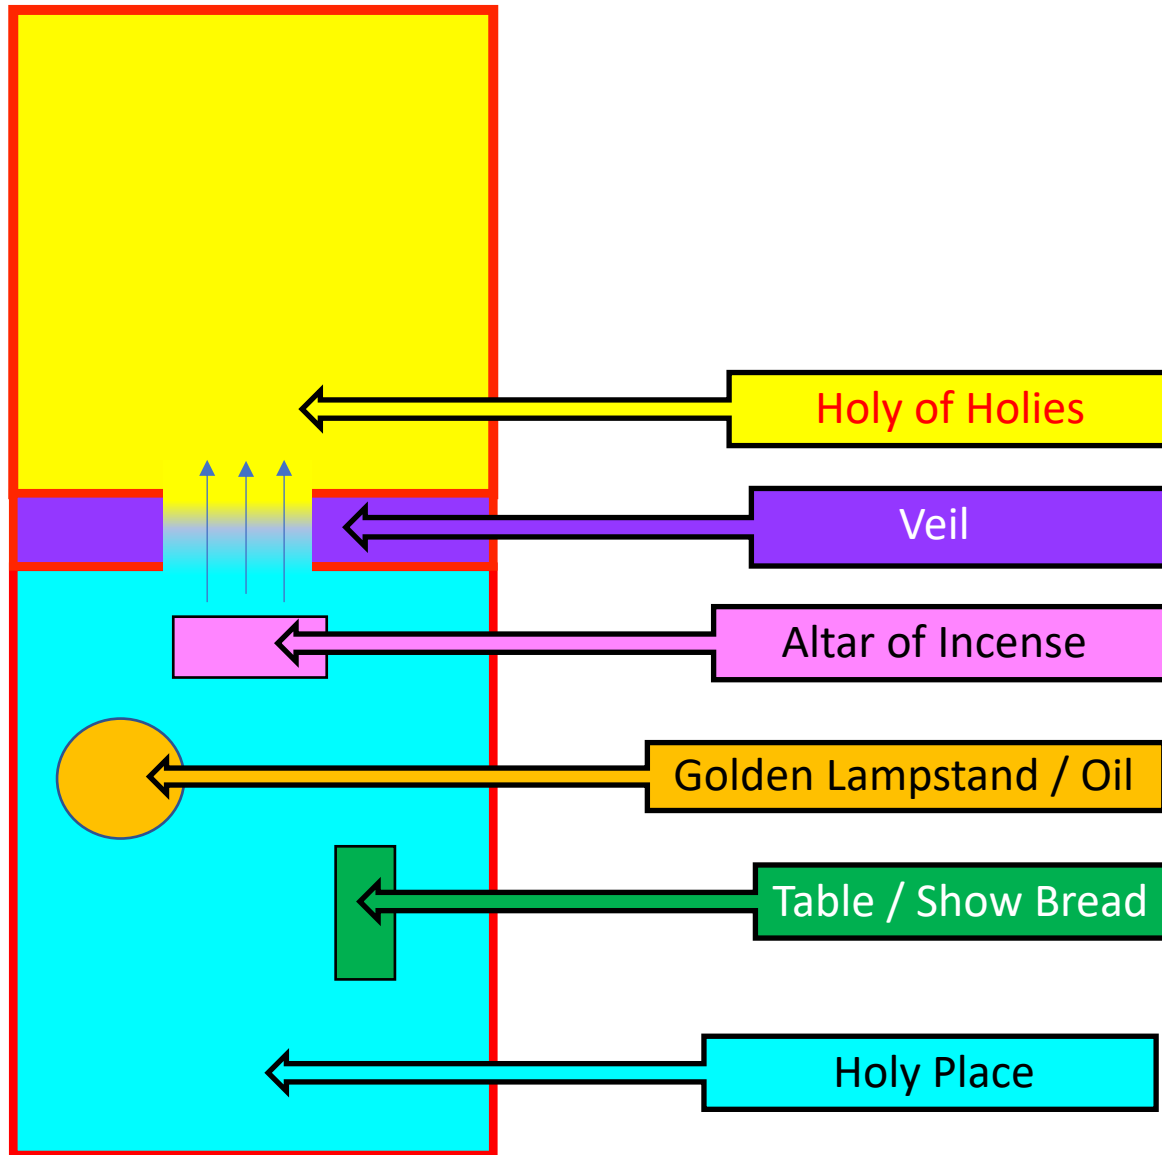 Holy of Holies
Veil
Altar of Incense
Golden Lampstand / Oil
Table / Show Bread
Holy Place